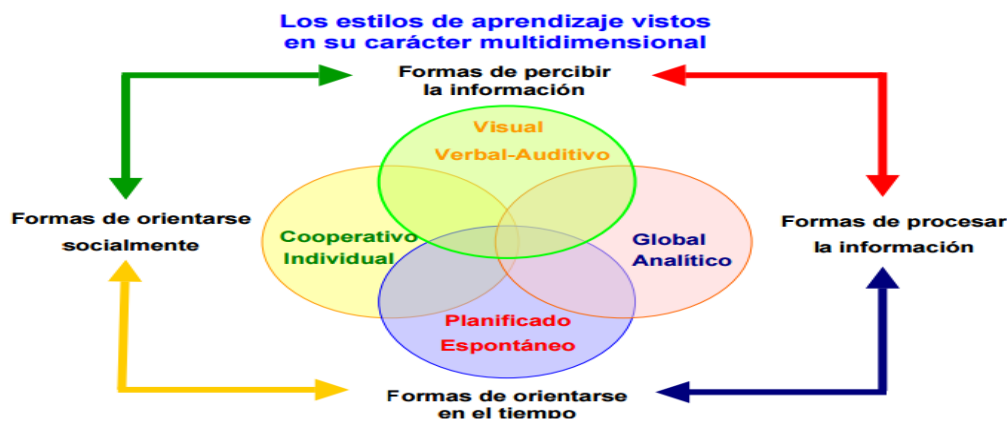 Los estilos de aprendizaje vistos
en su carácter multidimensional
Formas de percibir
la información
Visual
Verbal-Auditivo
Formas de orientarse
socialmente
Cooperativo
Individual
Global
Analítico
Formas de procesar
la información
Planificado
Espontáneo
Formas de orientarse
en el tiempo